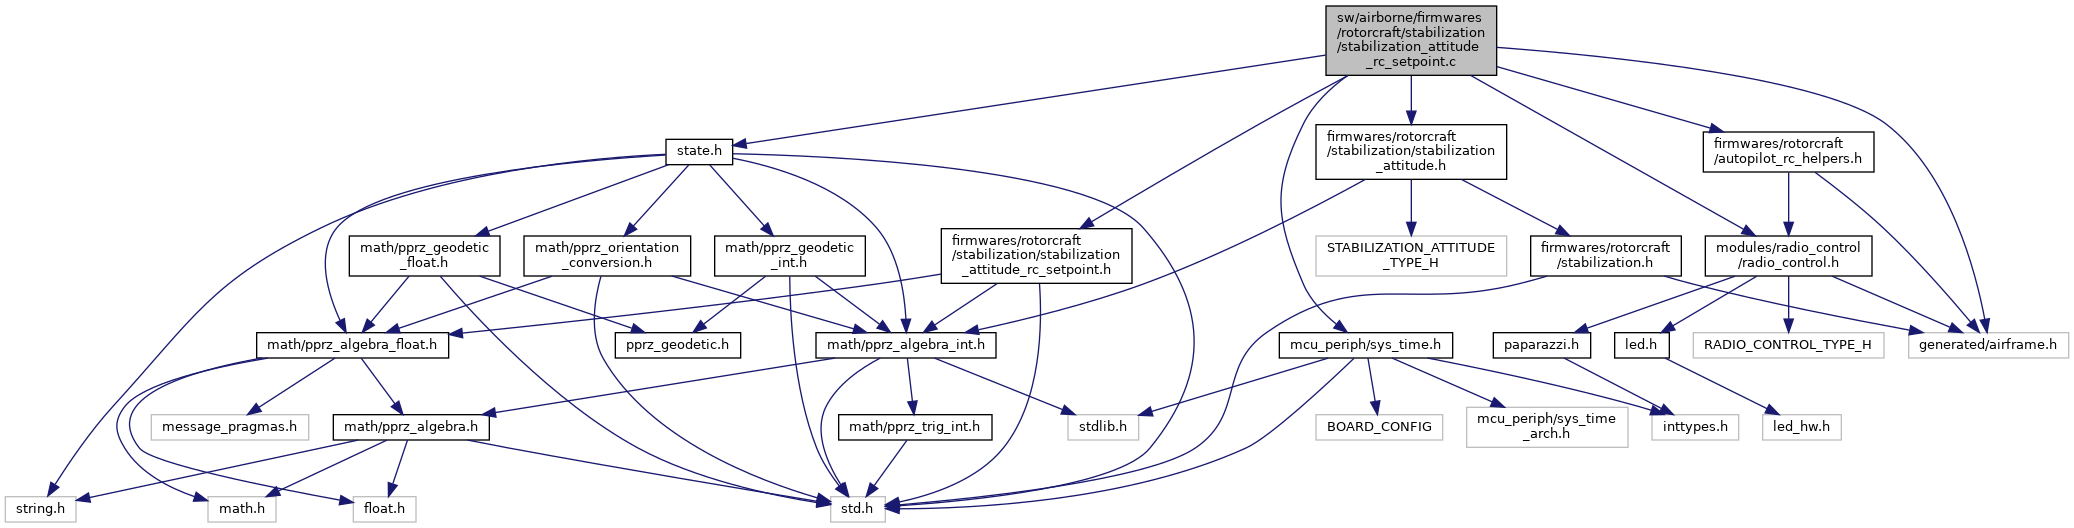 sw/airborne/firmwares
/rotorcraft/stabilization
/stabilization_attitude
_rc_setpoint.c
state.h
firmwares/rotorcraft
/stabilization/stabilization
_attitude.h
firmwares/rotorcraft
/autopilot_rc_helpers.h
math/pprz_geodetic
_float.h
math/pprz_orientation
_conversion.h
math/pprz_geodetic
_int.h
firmwares/rotorcraft
/stabilization/stabilization
_attitude_rc_setpoint.h
STABILIZATION_ATTITUDE
_TYPE_H
firmwares/rotorcraft
/stabilization.h
modules/radio_control
/radio_control.h
math/pprz_algebra_float.h
pprz_geodetic.h
math/pprz_algebra_int.h
mcu_periph/sys_time.h
paparazzi.h
led.h
RADIO_CONTROL_TYPE_H
generated/airframe.h
message_pragmas.h
math/pprz_algebra.h
math/pprz_trig_int.h
stdlib.h
BOARD_CONFIG
mcu_periph/sys_time
_arch.h
inttypes.h
led_hw.h
string.h
math.h
float.h
std.h